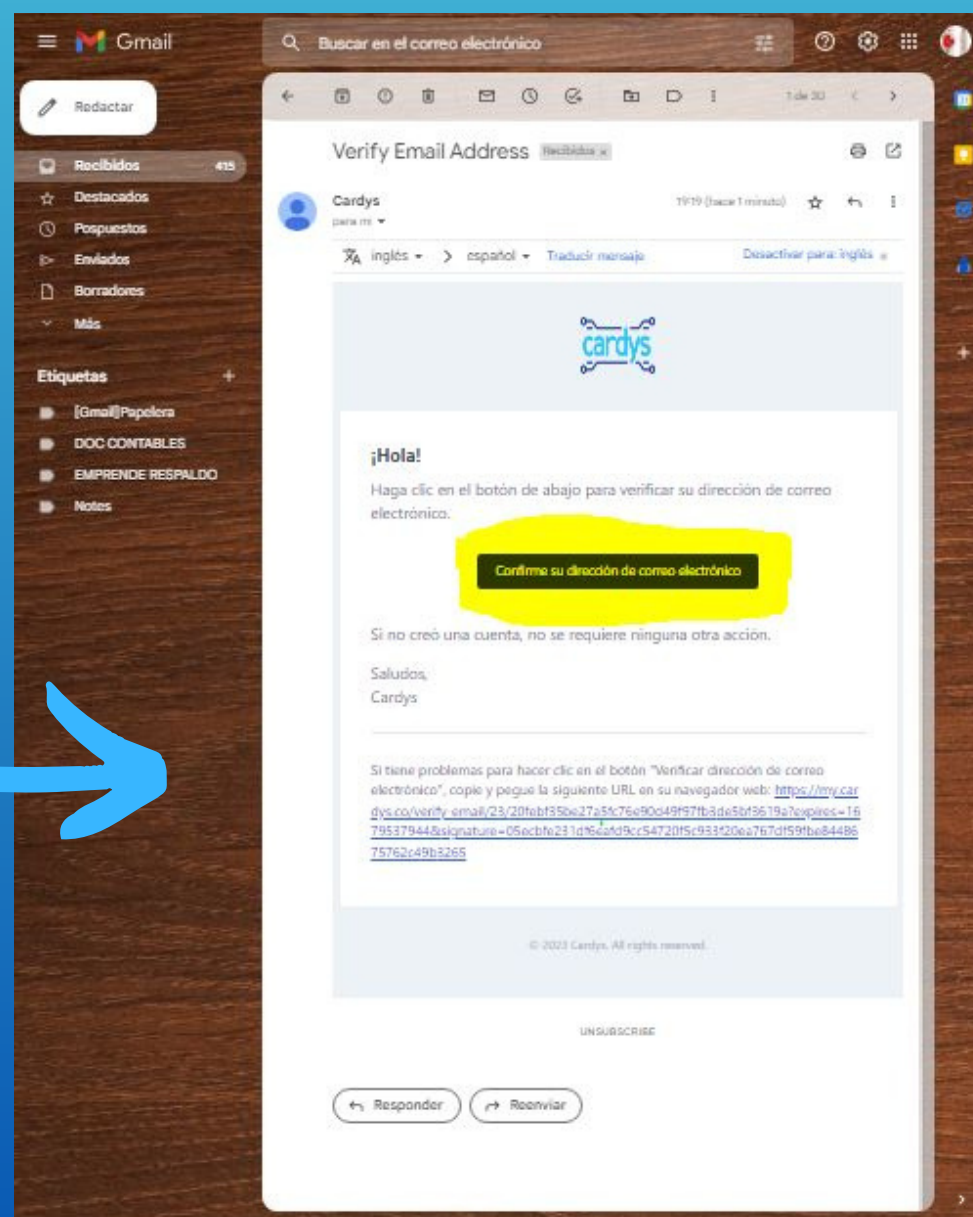 Gmail
Buscar en el correo electrónico
Redactar
1 de 30
Recibidos 415
Destacados
Pospuestos
Enviados
Borradores
Más
Etiquetas
[Gmail]Papelera
DOC CONTABLES
EMPRENDE RESPALDO
Notes
Verify Email Address Recibidos x
Cardys 19:19 (hace 1 minuto)
para mí
inglés > español Traducir mensaje Desactivar para: inglés x
cardys
¡Hola!
Haga clic en el botón de abajo para verificar su dirección de correo
electrónico.
Confirme su dirección de correo electrónico
Si no creó una cuenta, no se requiere ninguna otra acción.
Saludos,
Cardys
Si tiene problemas para hacer clic en el botón "Verificar dirección de correo
electrónico", copie y pegue la siguiente URL en su navegador web: https://my.car
dys.co/verify-email/23/20febf35be27a5fc76e90d49f97fb3de5bf3619a?expires=16
79537944&signature=05ecbfe231df6eafd9cc54720f5c933f20ea767df59fbe84486
75762c49b3265
© 2023 Cardys. All rights reserved.
UNSUBSCRIBE
Responder
Reenviar